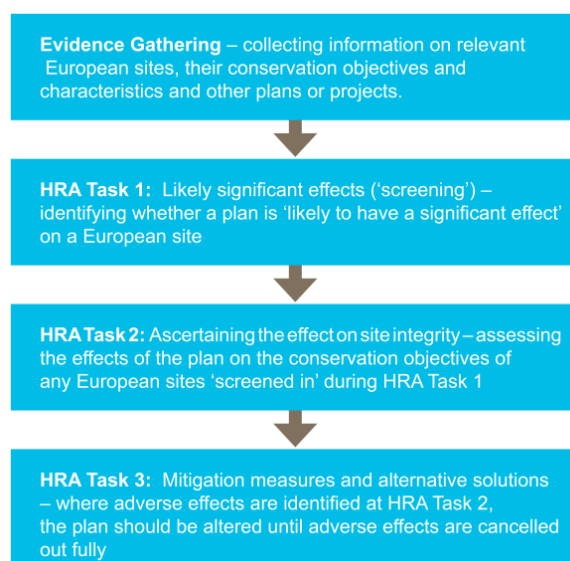 Evidence Gathering – collecting information on relevant
European sites, their conservation objectives and
characteristics and other plans or projects.
HRA Task 1: Likely significant effects (‘screening’) –
identifying whether a plan is ‘likely to have a significant effect’
on a European site
HRA Task 2: Ascertaining the effect on site integrity – assessing
the effects of the plan on the conservation objectives of
any European sites ‘screened in’ during HRA Task 1
HRA Task 3: Mitigation measures and alternative solutions
– where adverse effects are identified at HRA Task 2,
the plan should be altered until adverse effects are cancelled
out fully